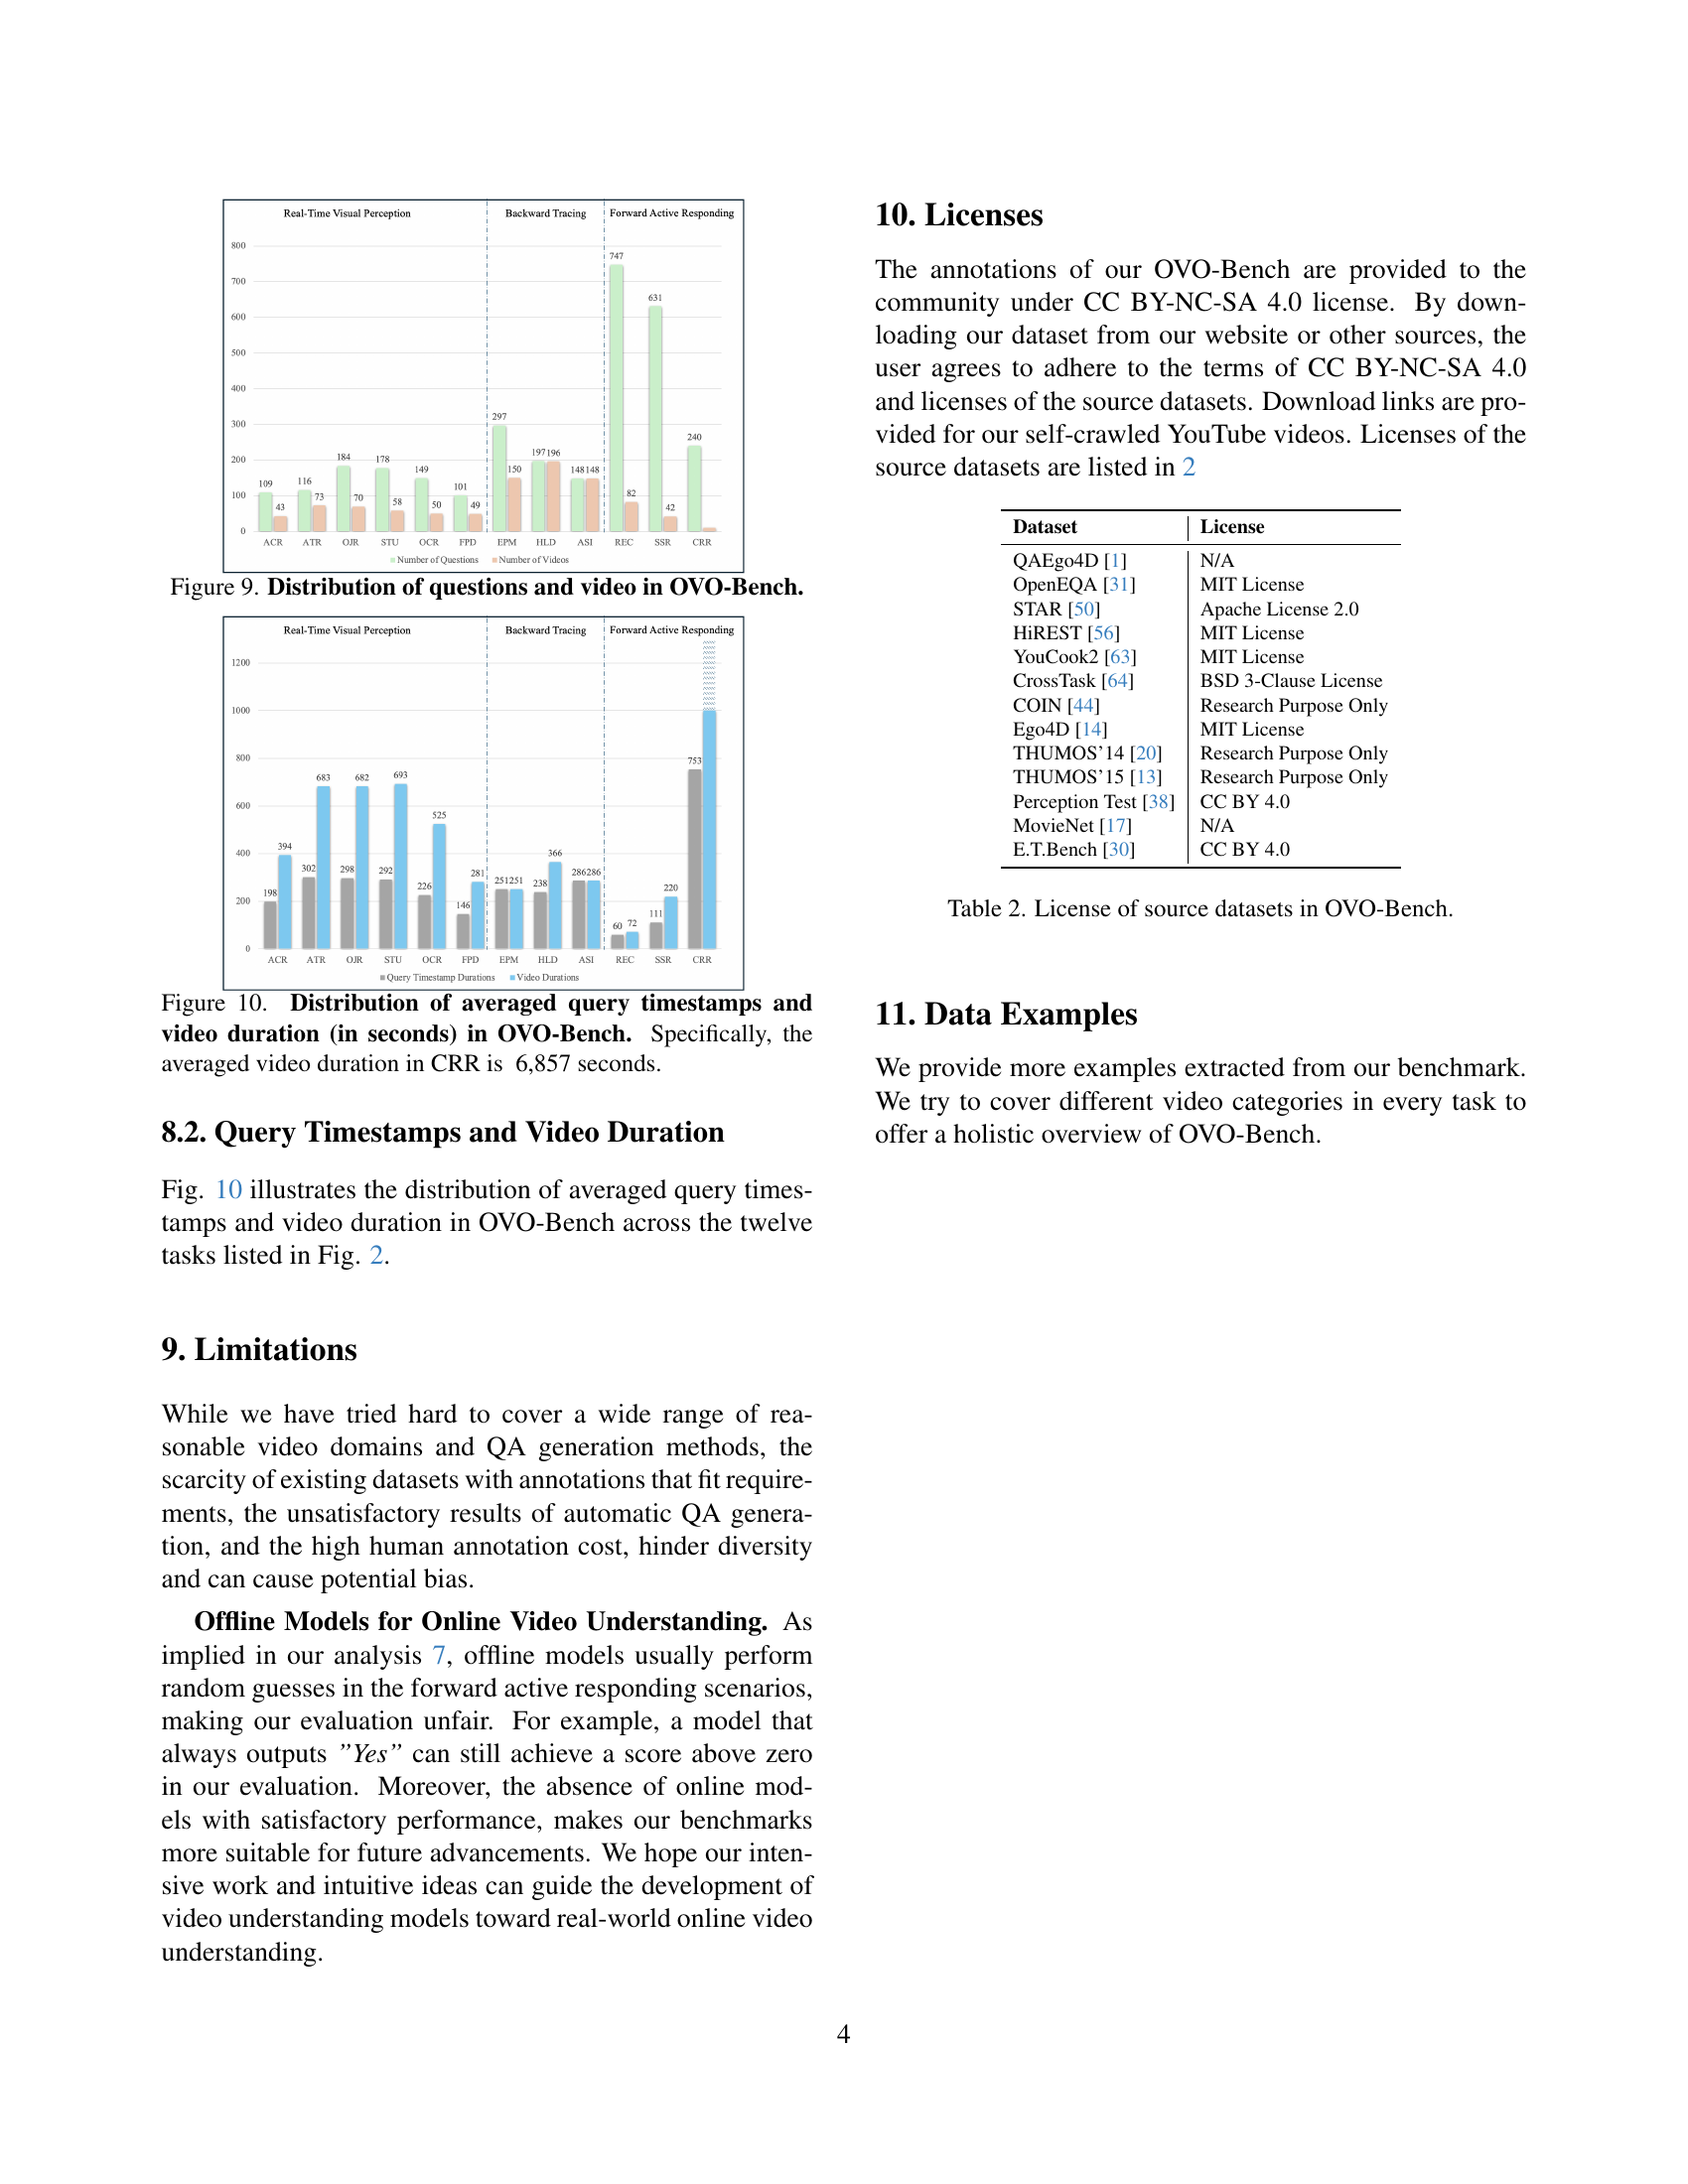 Real-Time Visual Perception
Backward Tracing
Forward Active Responding
800
700
600
500
400
300
200
100
0
109
43
116
73
184
70
178
58
149
50
101
49
297
150
197
196
148
148
747
82
631
42
240
ACR
ATR
OJR
STU
OCR
FPD
EPM
HLD
ASI
REC
SSR
CRR
Number of Questions
Number of Videos
Figure 9. Distribution of questions and video in OVO-Bench.
Real-Time Visual Perception
Backward Tracing
Forward Active Responding
1200
1000
800
600
400
200
0
198
394
302
683
298
682
292
693
226
525
146
281
251
251
238
366
286
286
60
72
111
220
753
ACR
ATR
OJR
STU
OCR
FPD
EPM
HLD
ASI
REC
SSR
CRR
Query Timestamp Durations
Video Durations
Figure 10. Distribution of averaged query timestamps and
video duration (in seconds) in OVO-Bench. Specifically, the
averaged video duration in CRR is 6,857 seconds.
8.2. Query Timestamps and Video Duration
Fig. 10 illustrates the distribution of averaged query times-
tamps and video duration in OVO-Bench across the twelve
tasks listed in Fig. 2.
9. Limitations
While we have tried hard to cover a wide range of rea-
sonable video domains and QA generation methods, the
scarcity of existing datasets with annotations that fit require-
ments, the unsatisfactory results of automatic QA genera-
tion, and the high human annotation cost, hinder diversity
and can cause potential bias.
Offline Models for Online Video Understanding. As
implied in our analysis 7, offline models usually perform
random guesses in the forward active responding scenarios,
making our evaluation unfair. For example, a model that
always outputs ”Yes” can still achieve a score above zero
in our evaluation. Moreover, the absence of online mod-
els with satisfactory performance, makes our benchmarks
more suitable for future advancements. We hope our inten-
sive work and intuitive ideas can guide the development of
video understanding models toward real-world online video
understanding.
10. Licenses
The annotations of our OVO-Bench are provided to the
community under CC BY-NC-SA 4.0 license. By down-
loading our dataset from our website or other sources, the
user agrees to adhere to the terms of CC BY-NC-SA 4.0
and licenses of the source datasets. Download links are pro-
vided for our self-crawled YouTube videos. Licenses of the
source datasets are listed in 2
Dataset License
QAEgo4D [1] N/A
OpenEQA [31] MIT License
STAR [50] Apache License 2.0
HiREST [56] MIT License
YouCook2 [63] MIT License
CrossTask [64] BSD 3-Clause License
COIN [44] Research Purpose Only
Ego4D [14] MIT License
THUMOS’14 [20] Research Purpose Only
THUMOS’15 [13] Research Purpose Only
Perception Test [38] CC BY 4.0
MovieNet [17] N/A
E.T.Bench [30] CC BY 4.0
Table 2. License of source datasets in OVO-Bench.
11. Data Examples
We provide more examples extracted from our benchmark.
We try to cover different video categories in every task to
offer a holistic overview of OVO-Bench.
4